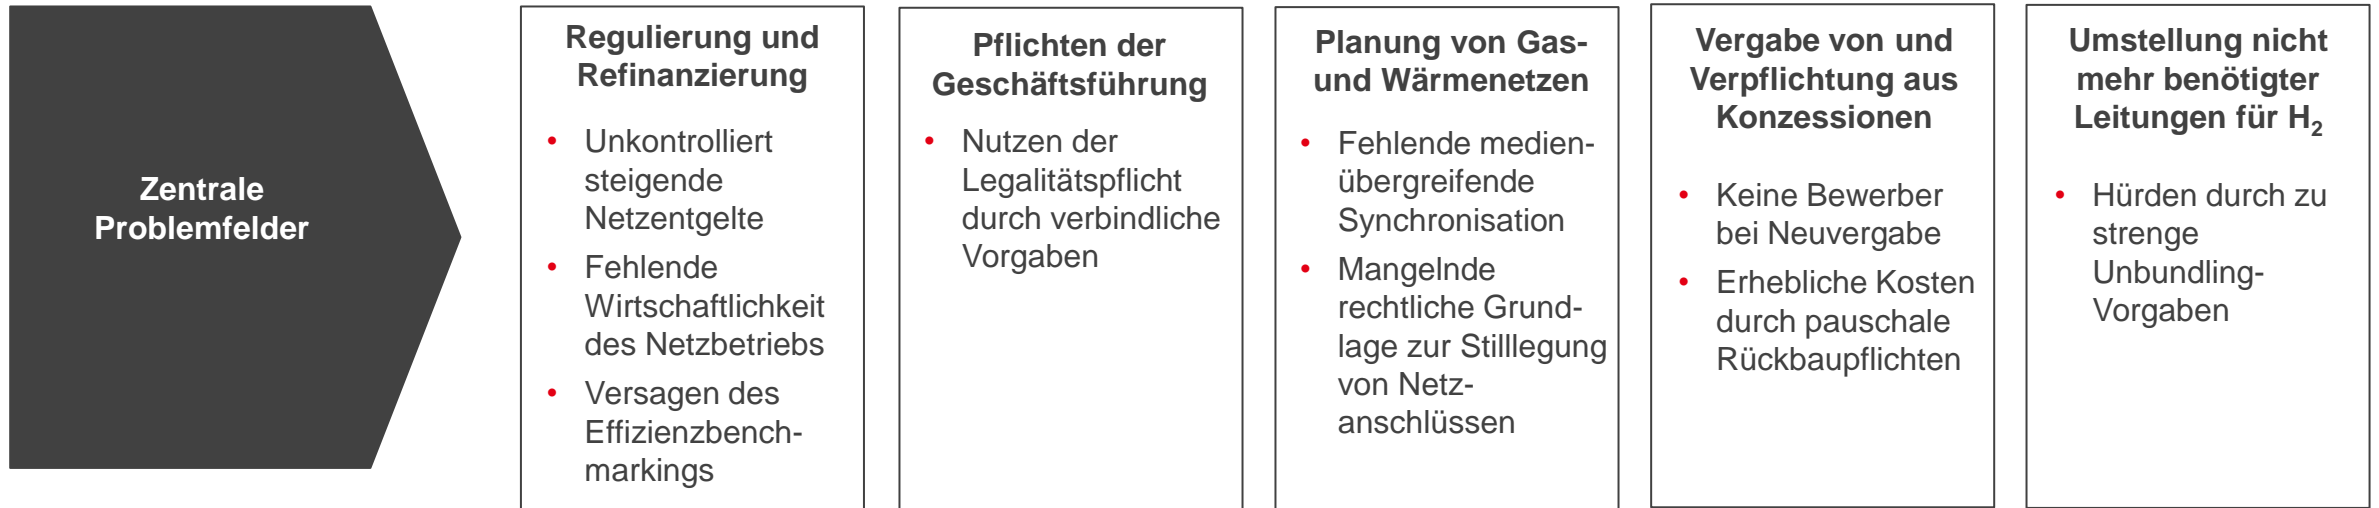 Zentrale
Problemfelder
Regulierung und
Refinanzierung
• Unkontrolliert
steigende
Netzentgelte
• Fehlende
Wirtschaftlichkeit
des Netzbetriebs
• Versagen des
Effizienzbench-
markings
Pflichten der
Geschäftsführung
• Nutzen der
Legalitätspflicht
durch verbindliche
Vorgaben
Planung von Gas-
und Wärmenetzen
• Fehlende medien-
übergreifende
Synchronisation
• Mangelnde
rechtliche Grund-
lage zur Stilllegung
von Netz-
anschlüssen
Vergabe von und
Verpflichtung aus
Konzessionen
• Keine Bewerber
bei Neuvergabe
• Erhebliche Kosten
durch pauschale
Rückbaupflichten
Umstellung nicht
mehr benötigter
Leitungen für H₂
• Hürden durch zu
strenge
Unbundling-
Vorgaben